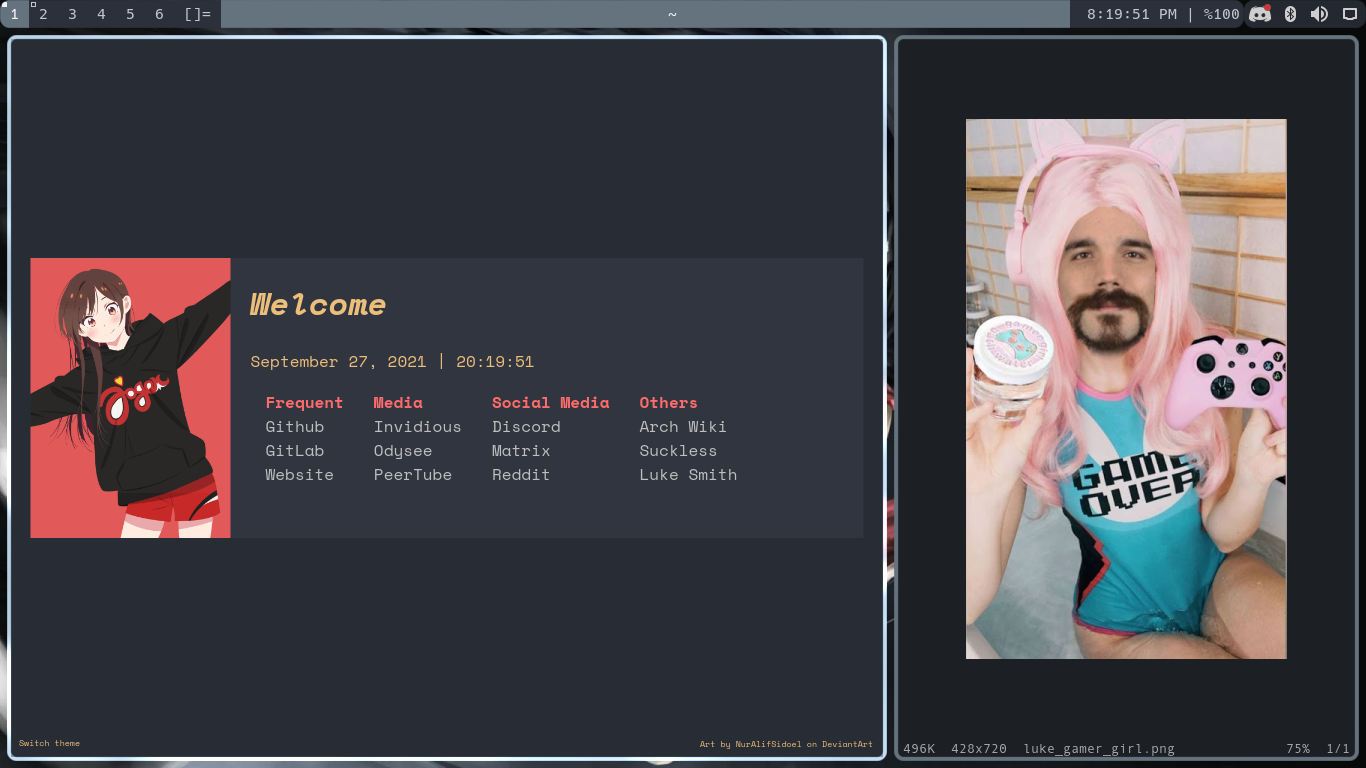 1 2 3 4 5 6 []= ~ 8:19:51 PM | %100
Welcome
September 27, 2021 | 20:19:51
Frequent Media Social Media Others
Github Invidious Discord Arch Wiki
GitLab Odysee Matrix Suckless
Website PeerTube Reddit Luke Smith
Switch theme
Art by NurAlifSidoel on DeviantArt
GAME
OVER
Y
496K 428x720 luke_gamer_girl.png 75% 1/1